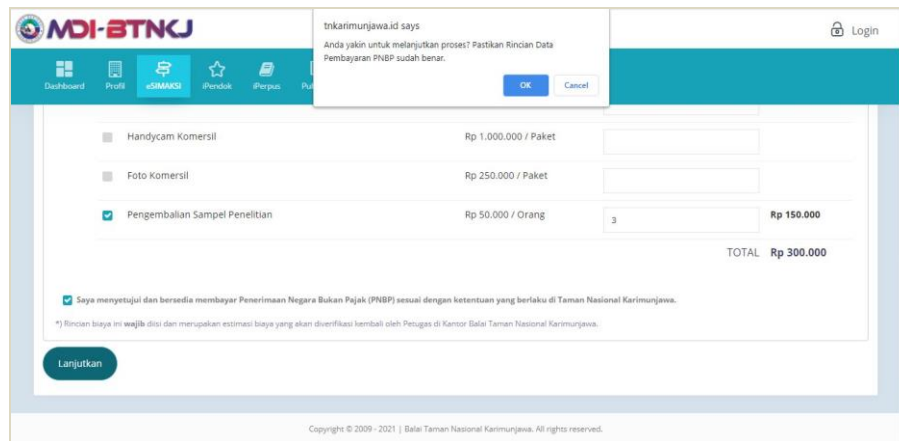 MDI-BTNKJ
Login
tnkarimunjawa.id says
Anda yakin untuk melanjutkan proses? Pastikan Rincian Data
Pembayaran PNBP sudah benar.
OK Cancel
Dashboard Profil eSIMAKSI iPendok iPerpus
Handycam Komersil Rp 1.000.000 / Paket
Foto Komersil Rp 250.000 / Paket
Pengembalian Sampel Penelitian Rp 50.000 / Orang 3 Rp 150.000
TOTAL Rp 300.000
Saya menyetujui dan bersedia membayar Penerimaan Negara Bukan Pajak (PNBP) sesuai dengan ketentuan yang berlaku di Taman Nasional Karimunjawa.
*) Rincian biaya ini wajib diisi dan merupakan estimasi biaya yang akan diverifikasi kembali oleh Petugas di Kantor Balai Taman Nasional Karimunjawa.
Lanjutkan
Copyright © 2009 - 2021 | Balai Taman Nasional Karimunjawa. All rights reserved.